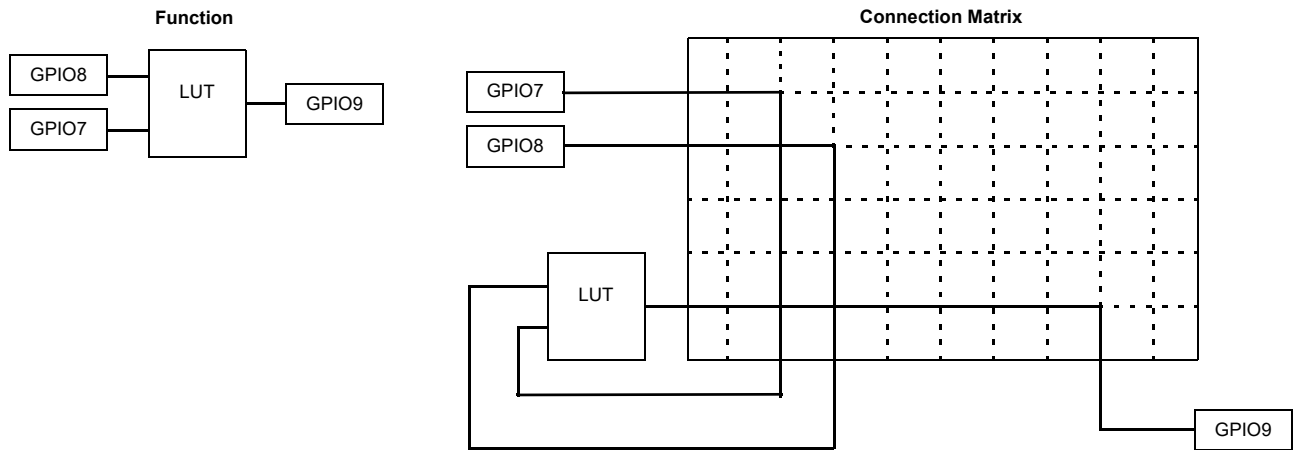 Function
GPIO8
GPIO7
LUT
GPIO9
Connection Matrix
GPIO7
GPIO8
LUT
GPIO9